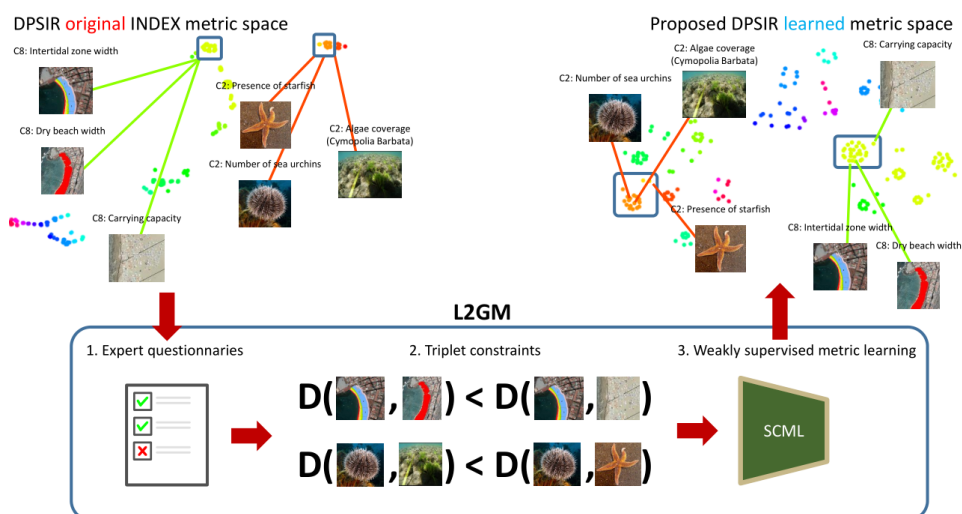 DPSIR original INDEX metric space
C8: Intertidal zone width
C8: Dry beach width
C8: Carrying capacity
C2: Presence of starfish
C2: Algae coverage
(Cymopolia Barbata)
C2: Number of sea urchins
Proposed DPSIR learned metric space
C8: Carrying capacity
C2: Algae coverage
(Cymopolia Barbata)
C2: Number of sea urchins
C2: Presence of starfish
C8: Intertidal zone width
C8: Dry beach width
L2GM
1. Expert questionnaries
2. Triplet constraints
3. Weakly supervised metric learning
D( , ) < D( , )
D( , ) < D( , )
SCML